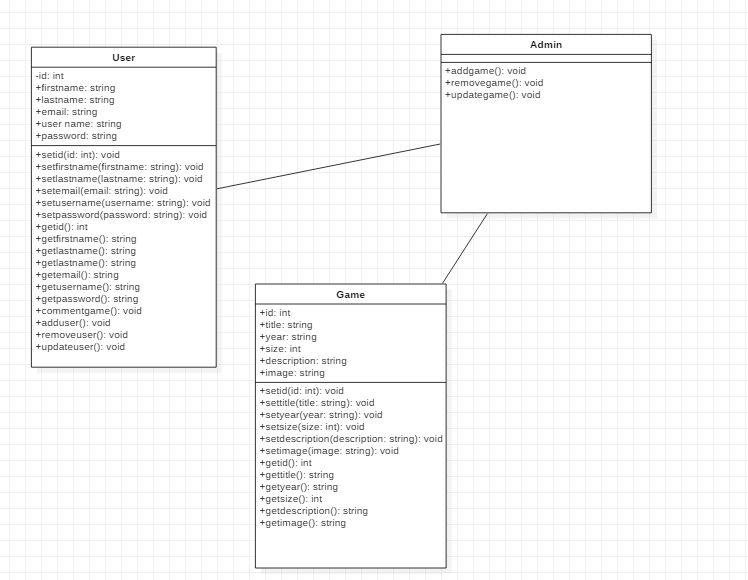 User
-id: int
+firstname: string
+lastname: string
+email: string
+user name: string
+password: string
+setid(id: int): void
+setfirstname(firstname: string): void
+setlastname(lastname: string): void
+setemail(email: string): void
+setusername(username: string): void
+setpassword(password: string): void
+getid(): int
+getfirstname(): string
+getlastname(): string
+getlastname(): string
+getemail(): string
+getusername(): string
+getpassword(): string
+commentgame(): void
+adduser(): void
+removeuser(): void
+updateuser(): void
Admin
+addgame(): void
+removegame(): void
+updategame(): void
Game
+id: int
+title: string
+year: string
+size: int
+description: string
+image: string
+setid(id: int): void
+settitle(title: string): void
+setyear(year: string): void
+setsize(size: int): void
+setdescription(description: string): void
+setimage(image: string): void
+getid(): int
+gettitle(): string
+getyear(): string
+getsize(): int
+getdescription(): string
+getimage(): string